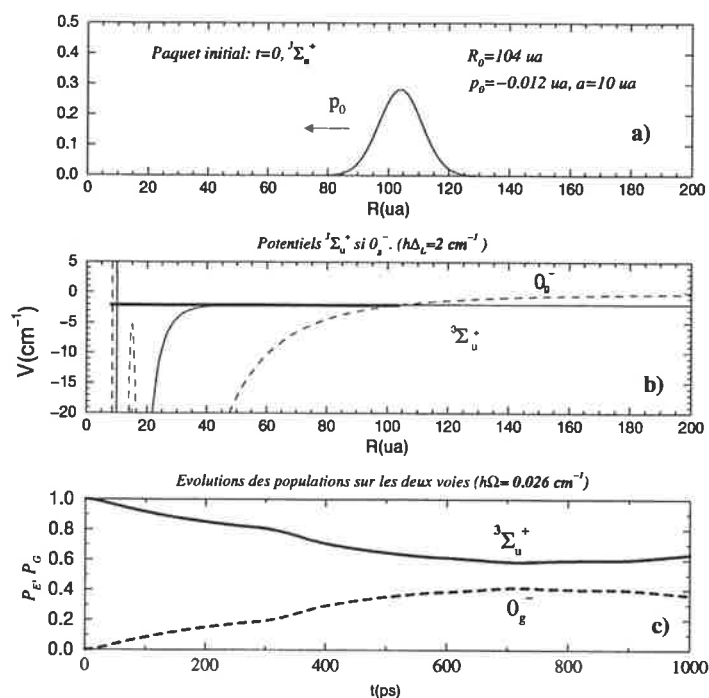 0.5
0.4
0.3
0.2
0.1
0.0
Paquet initial: t=0, ³Σᵤ⁺
R₀=104 ua
p₀=−0.012 ua, a=10 ua
p₀
a)
0 20 40 60 80 100 120 140 160 180 200
R(ua)
Potentiels ³Σᵤ⁺ si 0g⁻. (ħΔL=2 cm⁻¹)
5
0
−5
−10
−15
−20
V(cm⁻¹)
0g⁻
³Σᵤ⁺
b)
0 20 40 60 80 100 120 140 160 180 200
R(ua)
Evolutions des populations sur les deux voies (ħΩ= 0.026 cm⁻¹)
1.0
0.8
0.6
0.4
0.2
0.0
P_E, P_G
³Σᵤ⁺
0g⁻
c)
0 200 400 600 800 1000
t(ps)